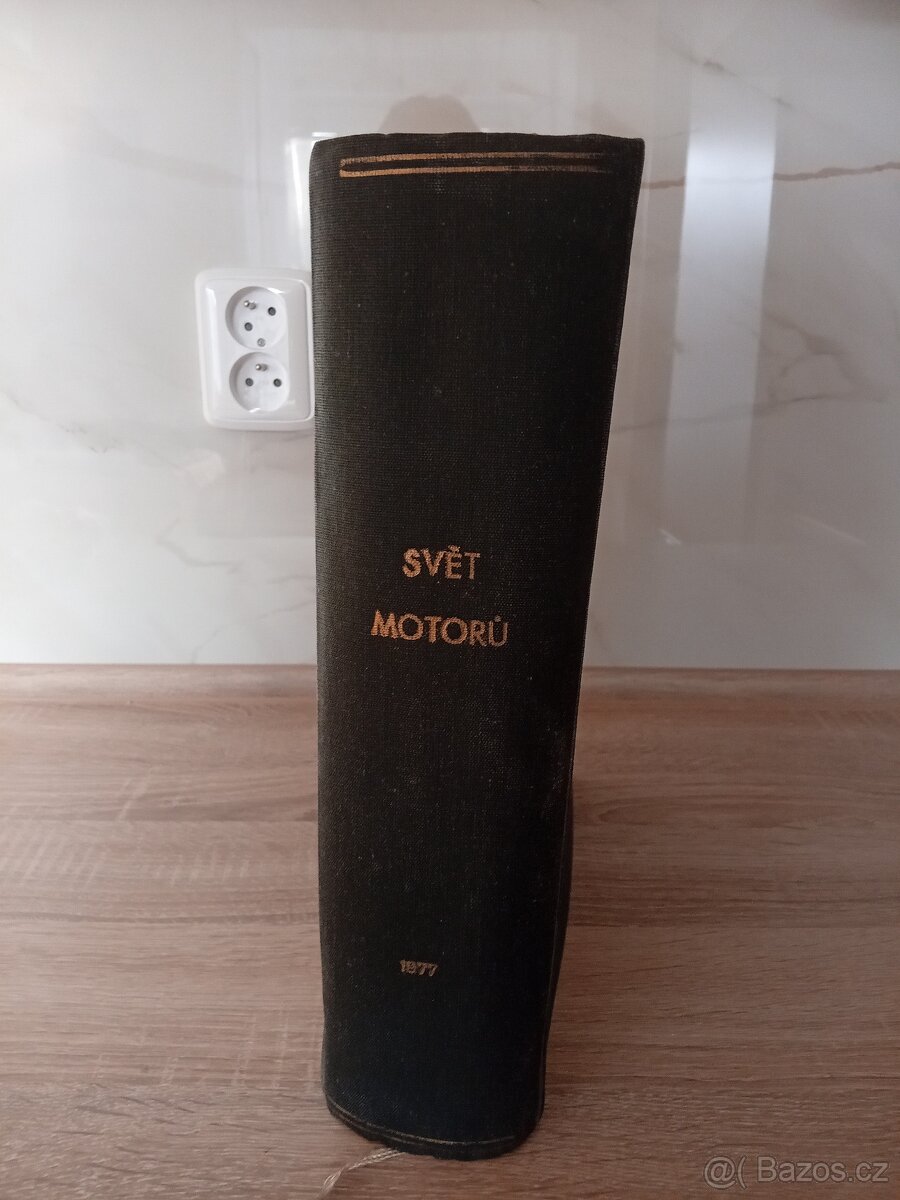 SVĚT
MOTORŮ
1977
@( Bazos.cz